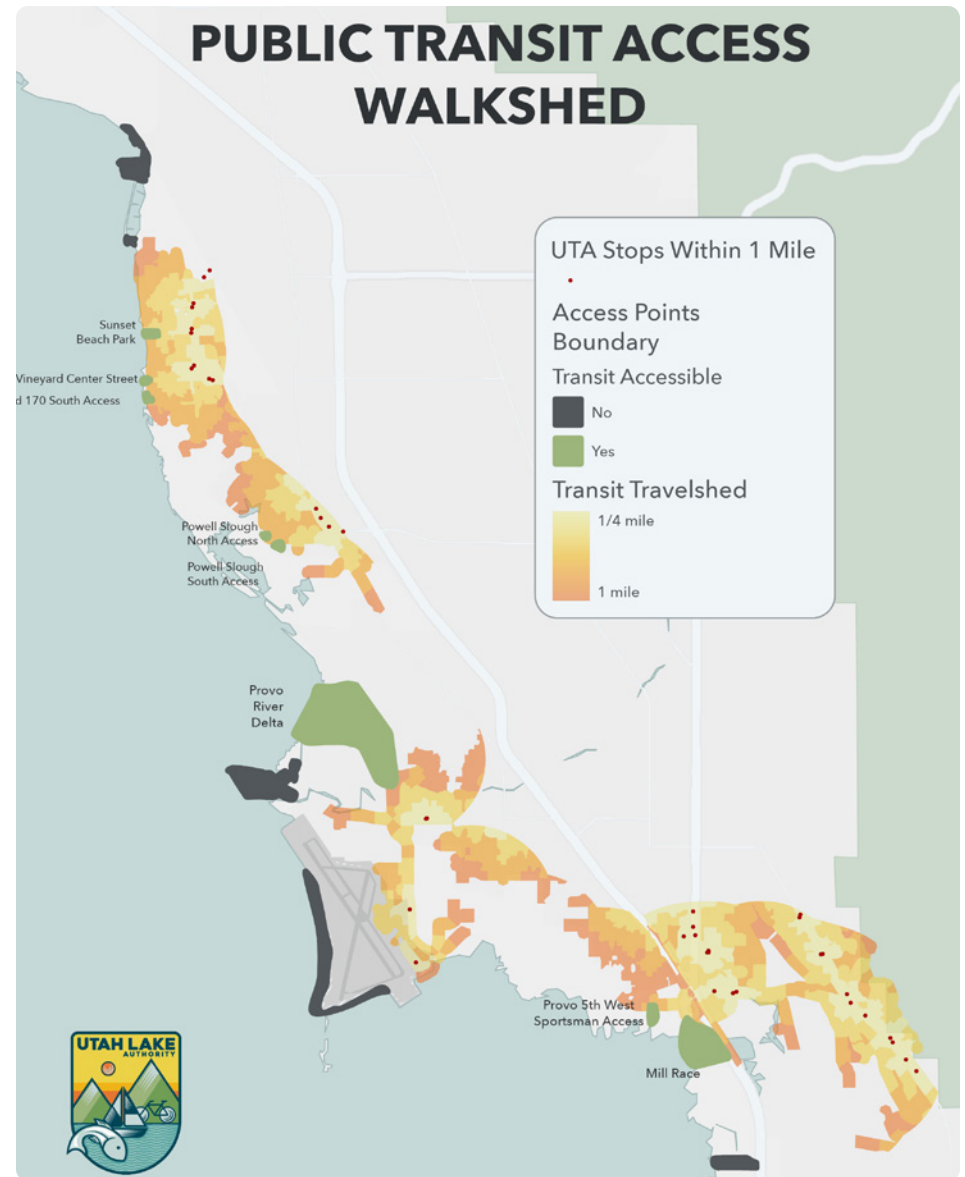 PUBLIC TRANSIT ACCESS
WALKSHED
UTA Stops Within 1 Mile
Access Points
Boundary
Transit Accessible
No
Yes
Transit Travelshed
1/4 mile
1 mile
Sunset
Beach Park
Vineyard Center Street
d 170 South Access
Powell Slough
North Access
Powell Slough
South Access
Provo
River
Delta
Provo 5th West
Sportsman Access
Mill Race
UTAH LAKE
AUTHORITY